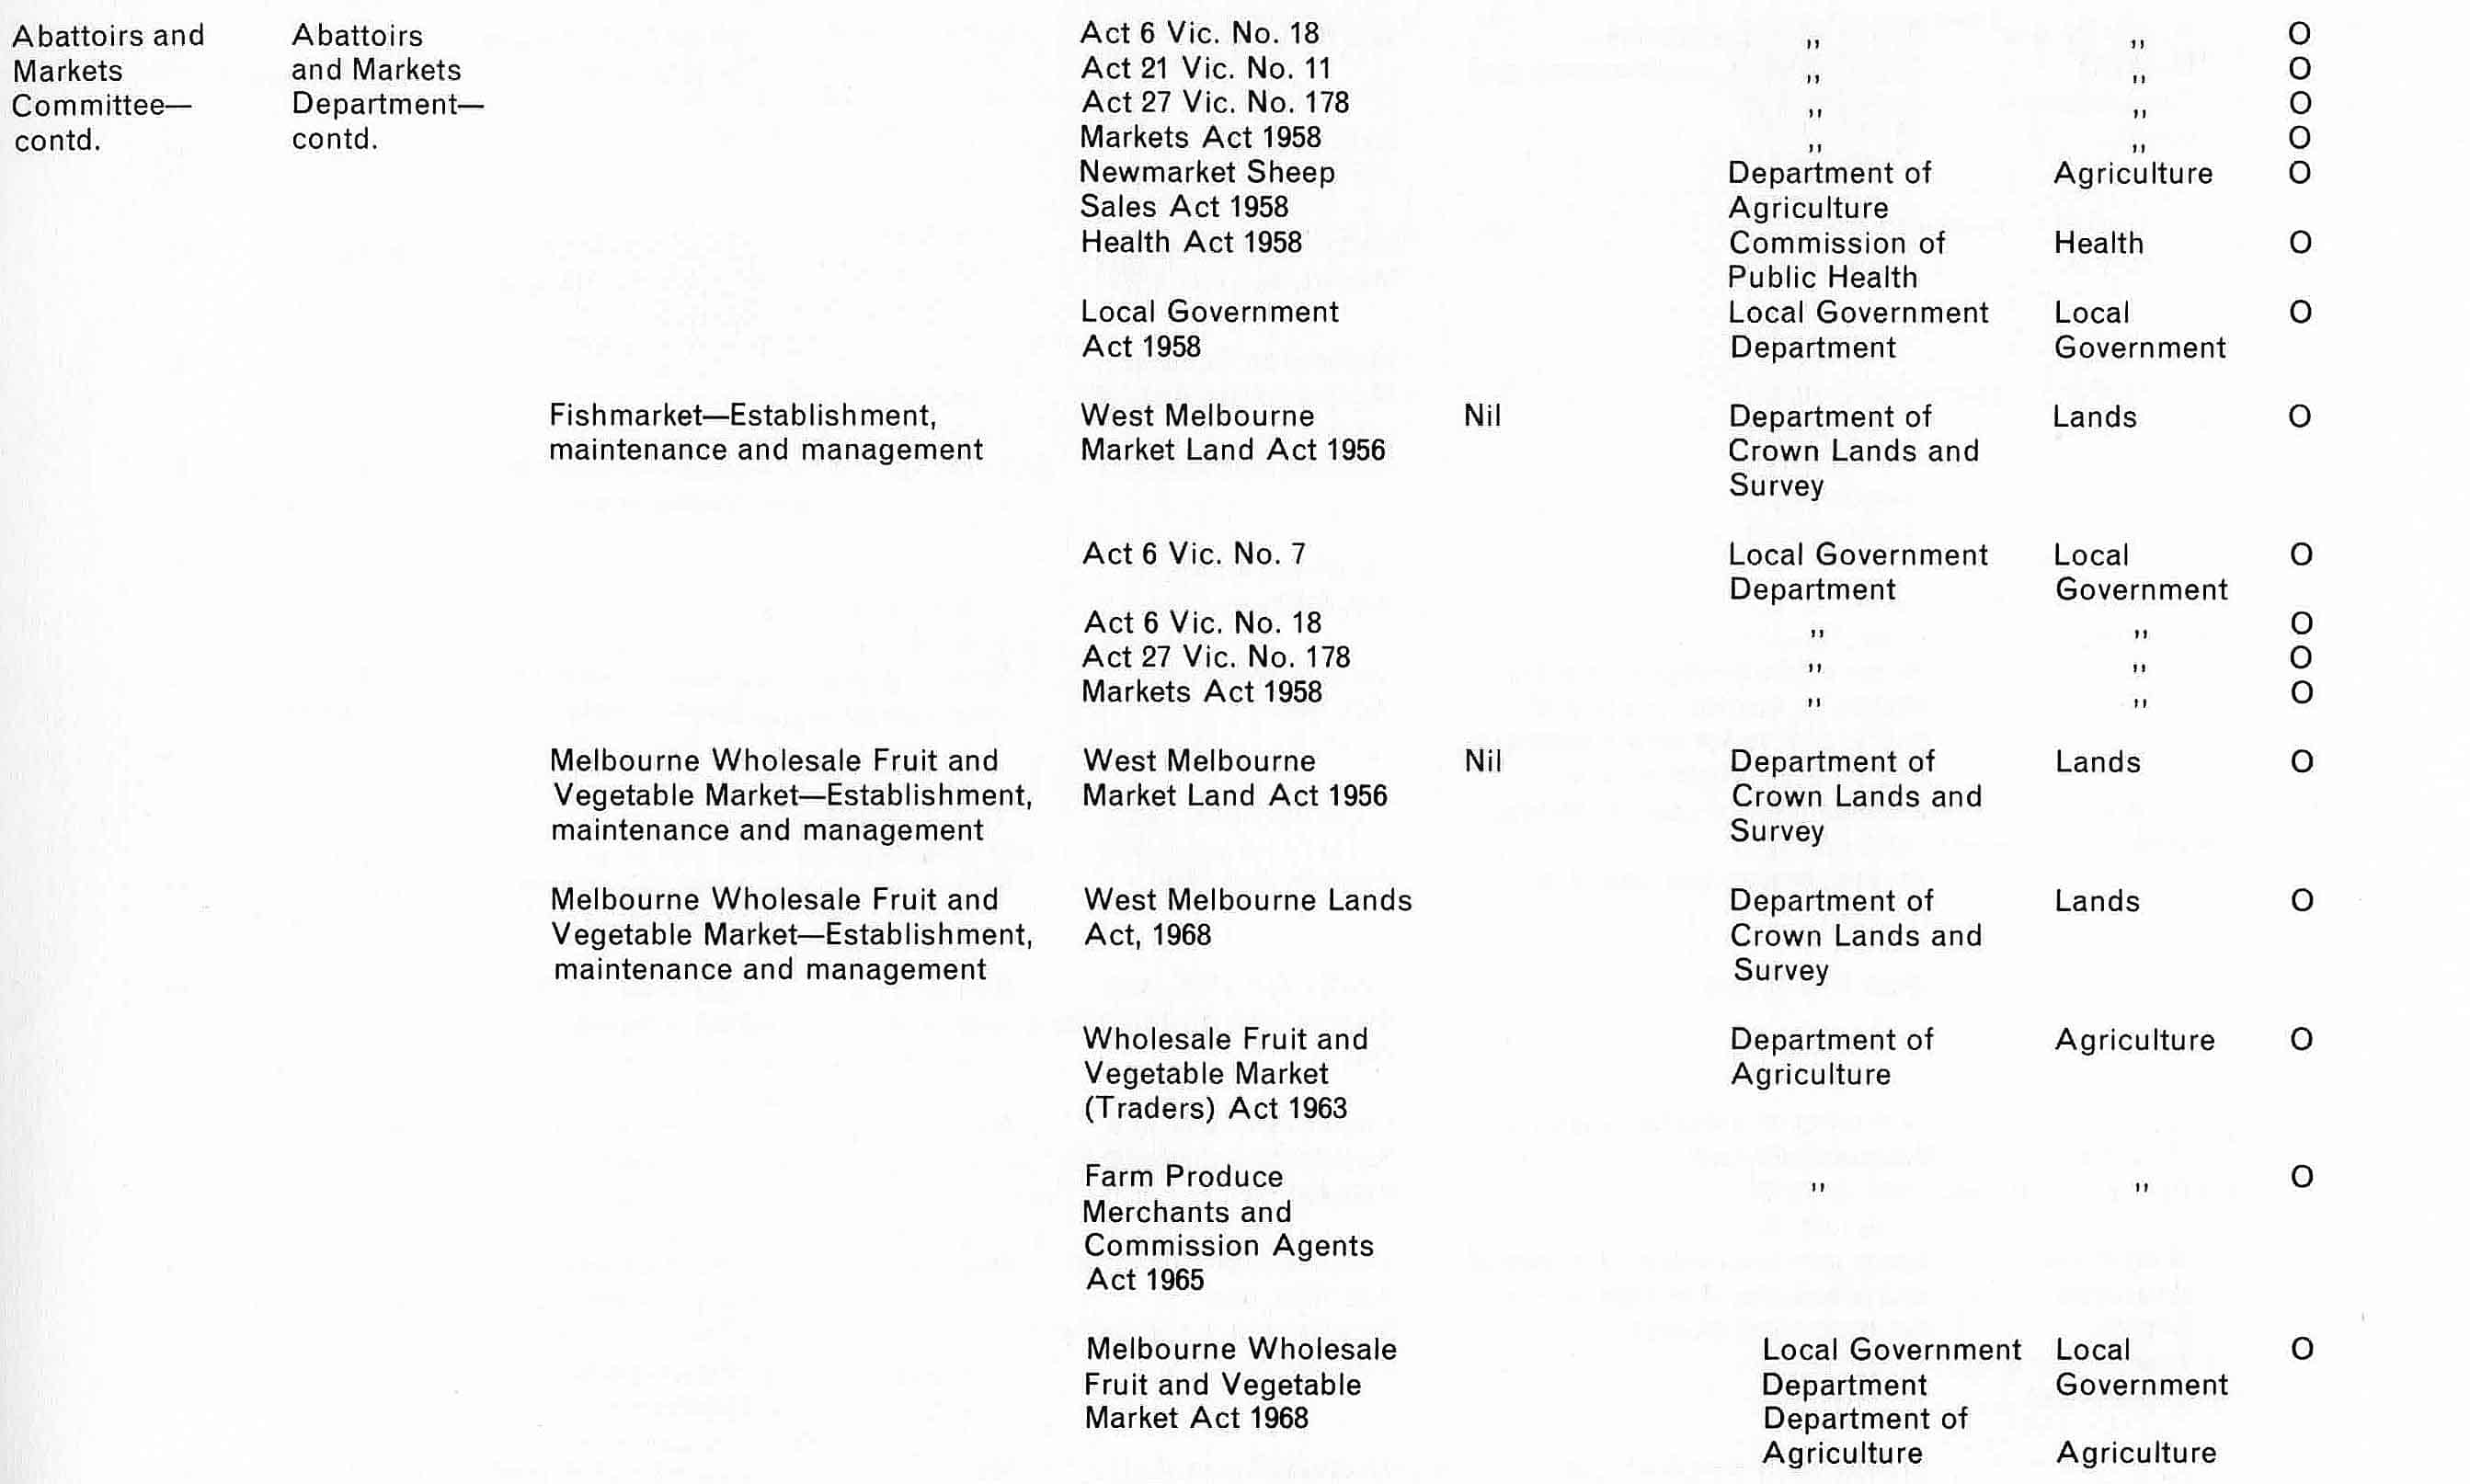 Abattoirs and Abattoirs Act 6 Vic. No. 18 ,, ,, O
Markets and Markets Act 21 Vic. No. 11 ,, ,, O
Committee— Department— Act 27 Vic. No. 178 ,, ,, O
contd. contd. Markets Act 1958 ,, ,, O
Newmarket Sheep Department of Agriculture O
Sales Act 1958 Agriculture
Health Act 1958 Commission of Health O
Public Health
Local Government Local Government Local O
Act 1958 Department Government
Fishmarket—Establishment, West Melbourne Nil Department of Lands O
maintenance and management Market Land Act 1956 Crown Lands and
Survey
Act 6 Vic. No. 7 Local Government Local O
Department Government
Act 6 Vic. No. 18 ,, ,, O
Act 27 Vic. No. 178 ,, ,, O
Markets Act 1958 ,, ,, O
Melbourne Wholesale Fruit and West Melbourne Nil Department of Lands O
Vegetable Market—Establishment, Market Land Act 1956 Crown Lands and
maintenance and management Survey
Melbourne Wholesale Fruit and West Melbourne Lands Department of Lands O
Vegetable Market—Establishment, Act, 1968 Crown Lands and
maintenance and management Survey
Wholesale Fruit and Department of Agriculture O
Vegetable Market Agriculture
(Traders) Act 1963
Farm Produce ,, ,, O
Merchants and
Commission Agents
Act 1965
Melbourne Wholesale Local Government Local O
Fruit and Vegetable Department Government
Market Act 1968 Department of
Agriculture Agriculture